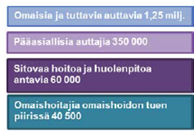 Omaisia ja tuttavia auttavia 1,25 milj.
Pääasiallisia auttajia 350 000
Sitovaa hoitoa ja huolenpitoa
antavia 60 000
Omaishoitajia omaishoidon tuen
piirissä 40 500